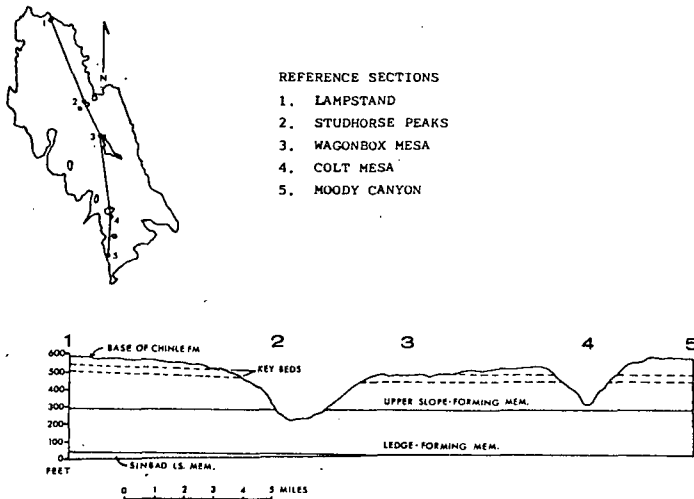 1
N
2
3
4
5
REFERENCE SECTIONS
1. LAMPSTAND
2. STUDHORSE PEAKS
3. WAGONBOX MESA
4. COLT MESA
5. MOODY CANYON
1 2 3 4 5
600
500
400
300
200
100
0
FEET
BASE OF CHINLE FM
KEY BEDS
UPPER SLOPE-FORMING MEM.
LEDGE-FORMING MEM.
SINBAD LS. MEM.
0 1 2 3 4 5 MILES